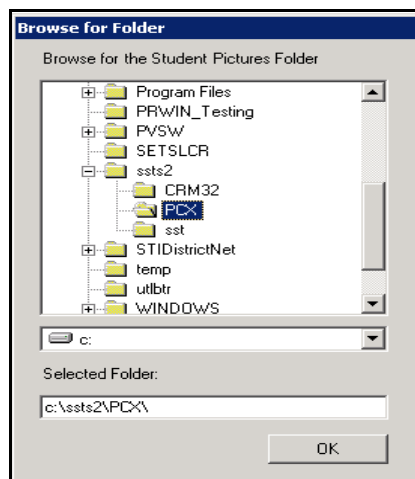 Browse for Folder
Browse for the Student Pictures Folder
Program Files
PRWIN_Testing
PVSW
SETSLCR
ssts2
CRM32
PCX
sst
STIDistrictNet
temp
utlbtr
WINDOWS
c:
Selected Folder:
c:\ssts2\PCX\
OK